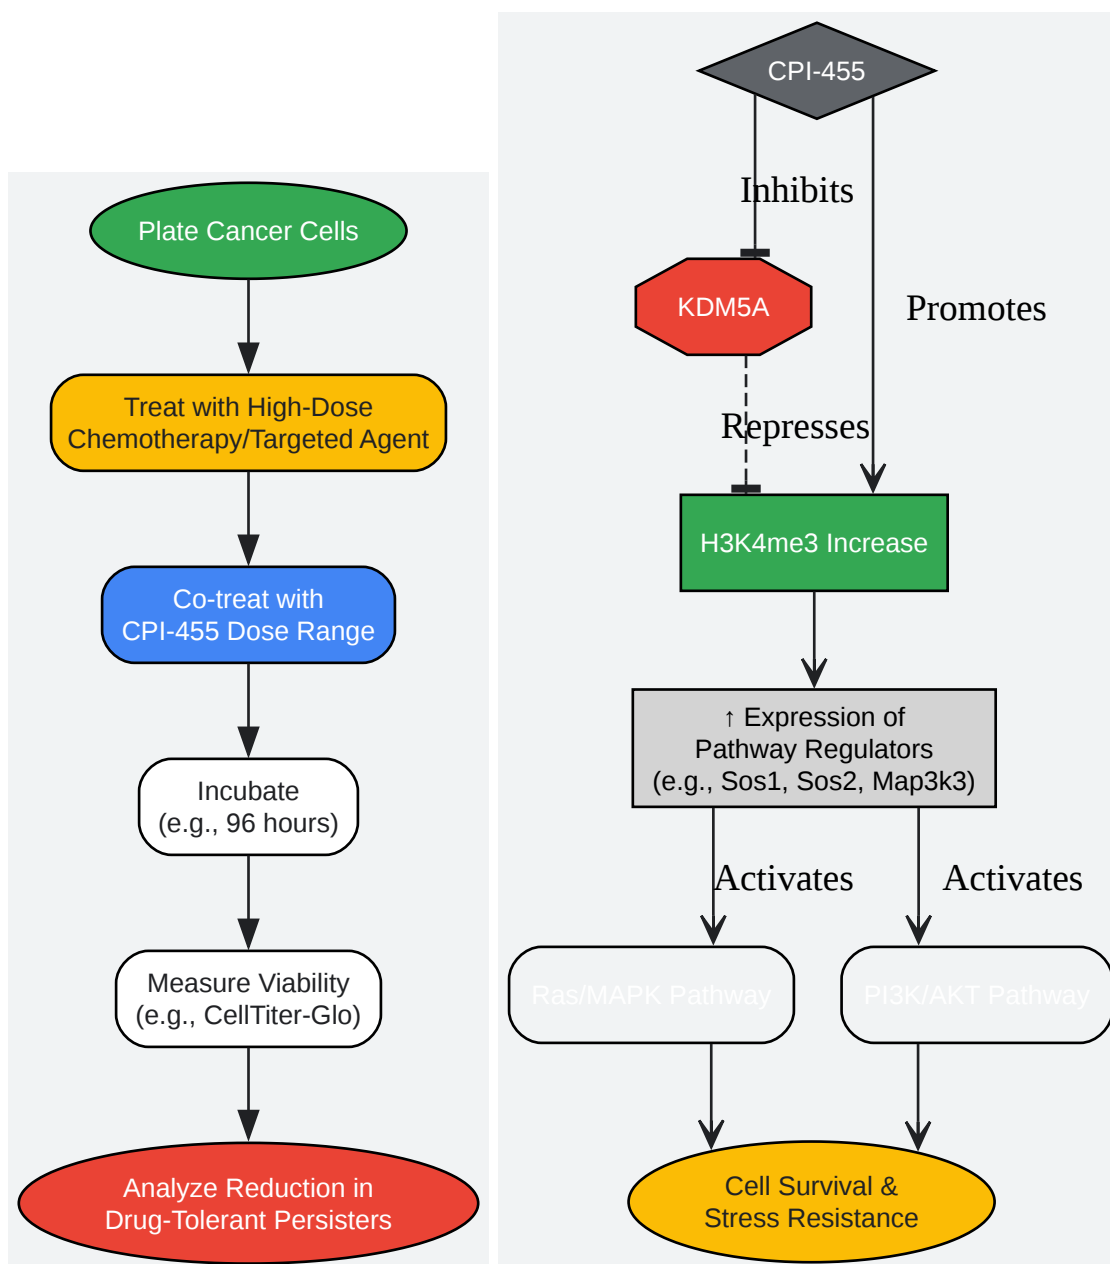 Plate Cancer Cells
Treat with High-Dose
Chemotherapy/Targeted Agent
Co-treat with
CPI-455 Dose Range
Incubate
(e.g., 96 hours)
Measure Viability
(e.g., CellTiter-Glo)
Analyze Reduction in
Drug-Tolerant Persisters
CPI-455
Inhibits
KDM5A
Promotes
Represses
H3K4me3 Increase
↑ Expression of
Pathway Regulators
(e.g., Sos1, Sos2, Map3k3)
Activates
Activates
Ras/MAPK Pathway
PI3K/AKT Pathway
Cell Survival &
Stress Resistance